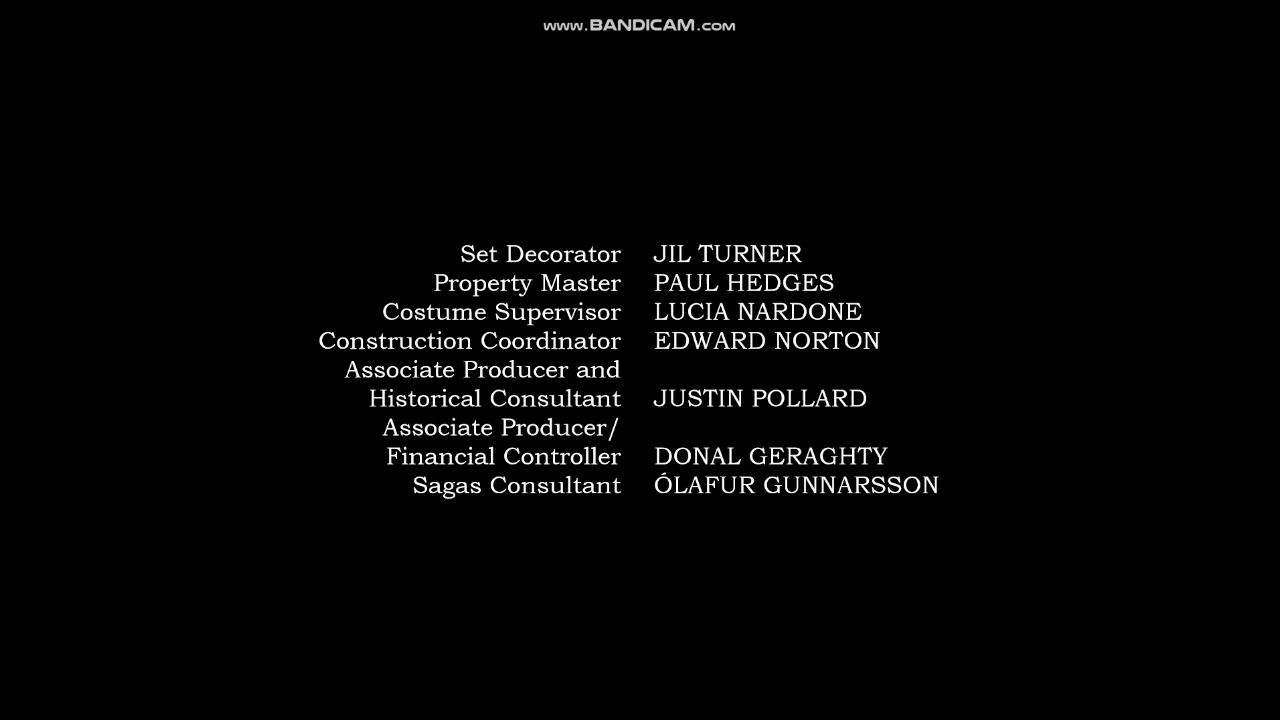 www.BANDICAM.com
Set Decorator JIL TURNER
Property Master PAUL HEDGES
Costume Supervisor LUCIA NARDONE
Construction Coordinator EDWARD NORTON
Associate Producer and
Historical Consultant JUSTIN POLLARD
Associate Producer/
Financial Controller DONAL GERAGHTY
Sagas Consultant ÓLAFUR GUNNARSSON